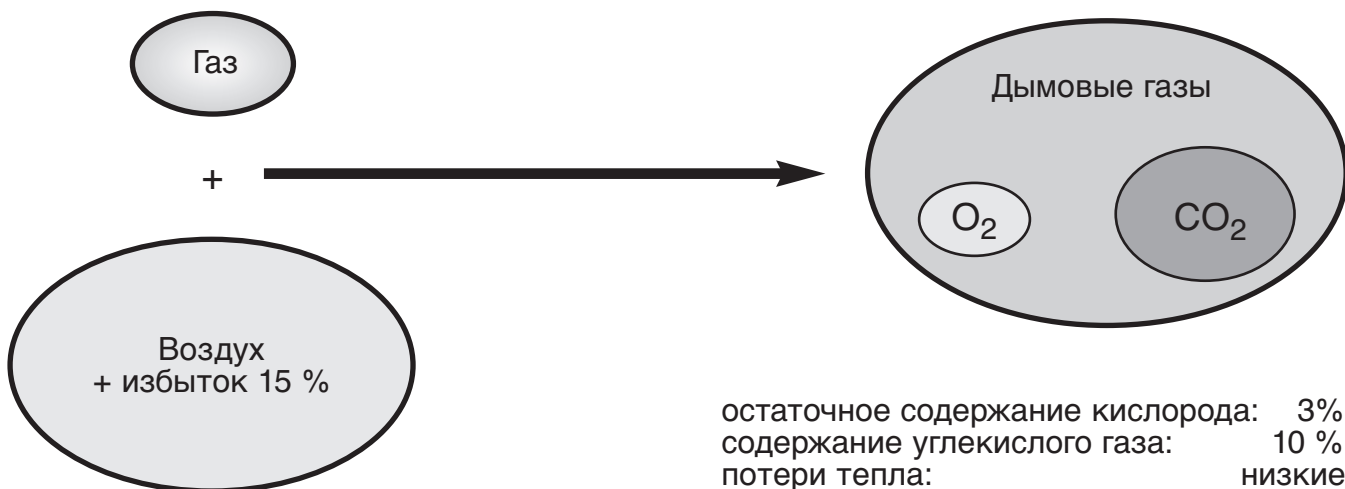 Газ
Дымовые газы
+
O₂
CO₂
Воздух
+ избыток 15 %
остаточное содержание кислорода: 3%
содержание углекислого газа: 10 %
потери тепла: низкие